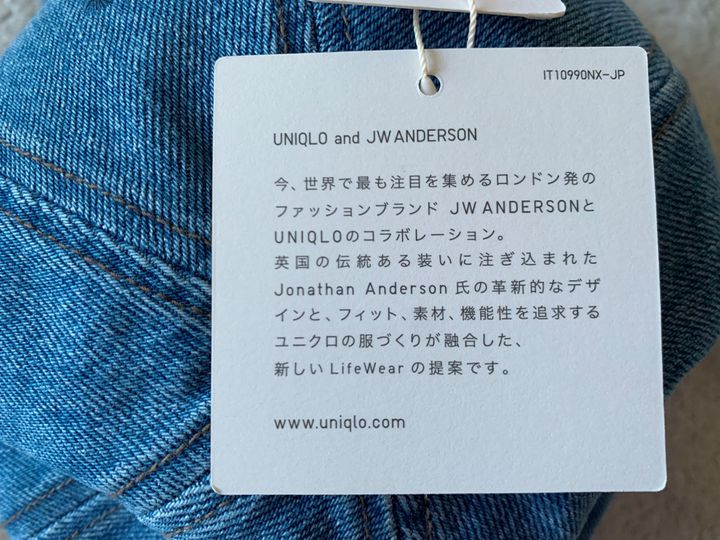 IT10990NX-JP
UNIQLO and JW ANDERSON
今、世界で最も注目を集めるロンドン発の
ファッションブランド JW ANDERSONと
UNIQLOのコラボレーション。
英国の伝統ある装いに注ぎ込まれた
Jonathan Anderson 氏の革新的なデザ
インと、フィット、素材、機能性を追求する
ユニクロの服づくりが融合した、
新しい LifeWear の提案です。
www.uniqlo.com